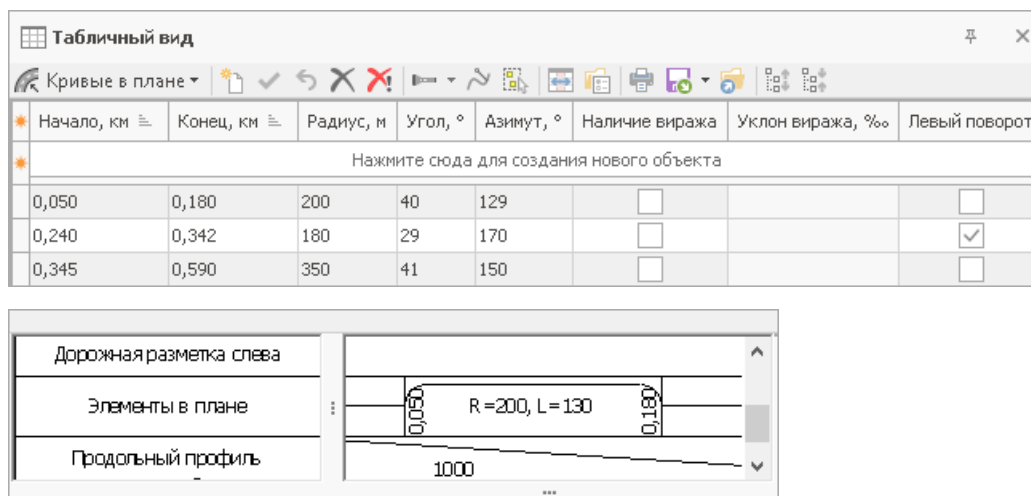 Табличный вид
Кривые в плане
Начало, км Конец, км Радиус, м Угол, ° Азимут, ° Наличие виража Уклон виража, ‰ Левый поворот
Нажмите сюда для создания нового объекта
0,050 0,180 200 40 129
0,240 0,342 180 29 170
0,345 0,590 350 41 150
Дорожная разметка слева
Элементы в плане 0,050 R=200, L=130 0,180
Продольный профиль 1000